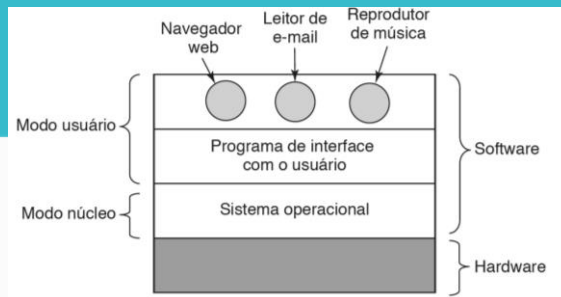 Navegador
web
Leitor de
e-mail
Reprodutor
de música
Modo usuário
Programa de interface
com o usuário
Software
Modo núcleo
Sistema operacional
Hardware